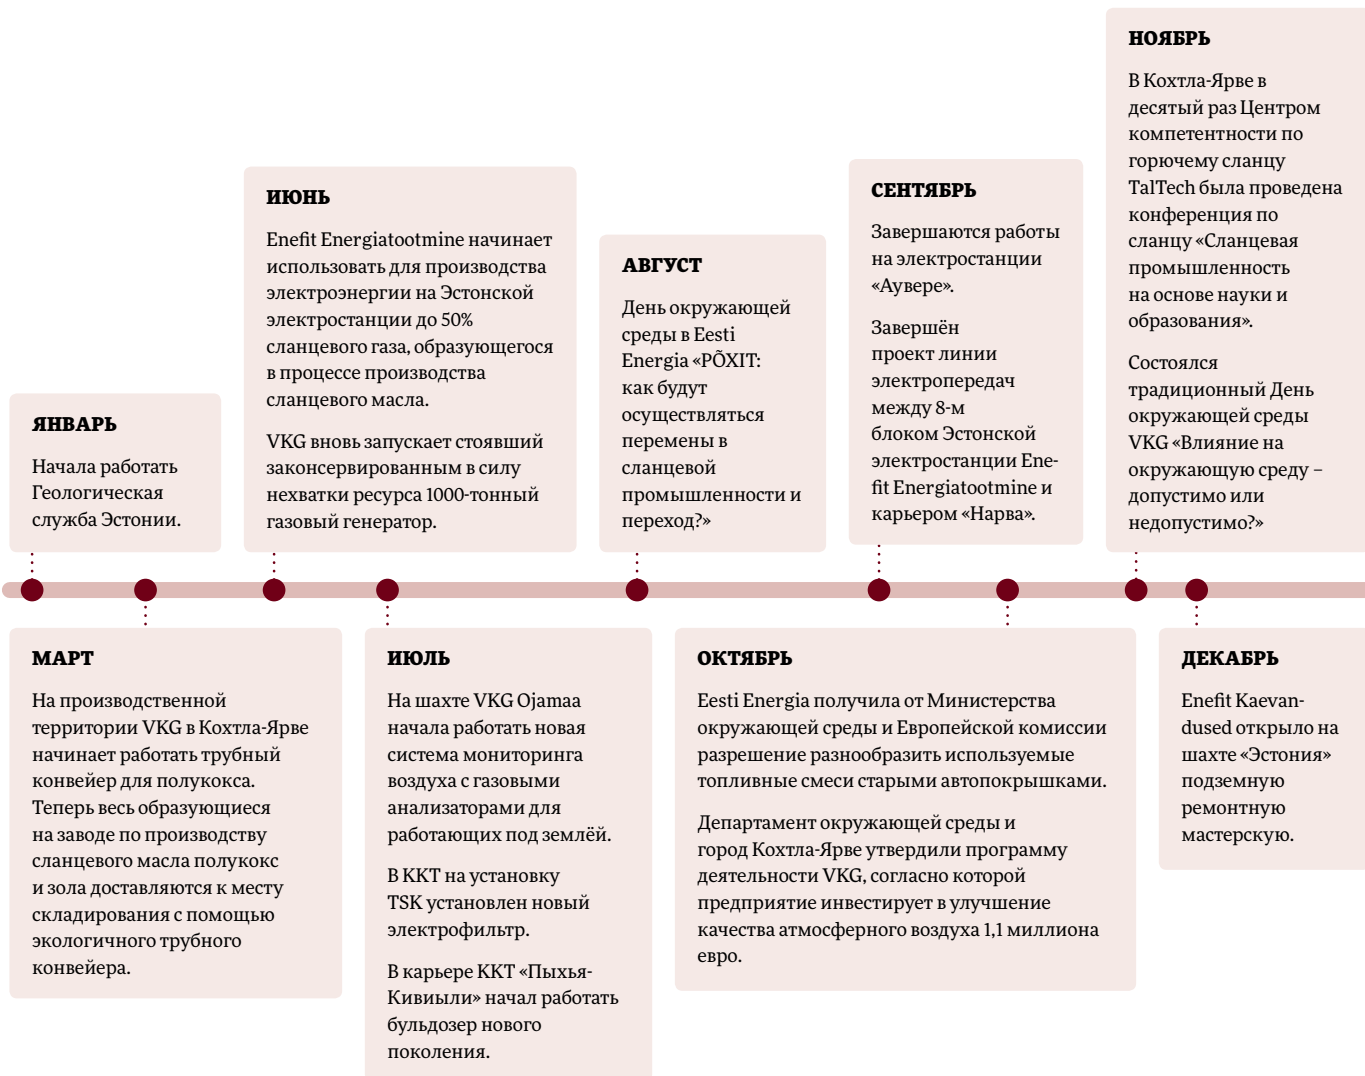 ЯНВАРЬ
Начала работать
Геологическая
служба Эстонии.
МАРТ
На производственной
территории VKG в Кохтла-Ярве
начинает работать трубный
конвейер для полукокса.
Теперь весь образующиеся
на заводе по производству
сланцевого масла полукокс
и зола доставляются к месту
складирования с помощью
экологичного трубного
конвейера.
ИЮНЬ
Enefit Energiatootmine начинает
использовать для производства
электроэнергии на Эстонской
электростанции до 50%
сланцевого газа, образующегося
в процессе производства
сланцевого масла.
VKG вновь запускает стоявший
законсервированным в силу
нехватки ресурса 1000-тонный
газовый генератор.
ИЮЛЬ
На шахте VKG Ojamaa
начала работать новая
система мониторинга
воздуха с газовыми
анализаторами для
работающих под землёй.
В ККТ на установку
TSK установлен новый
электрофильтр.
В карьере ККТ «Пыхья-
Кивиыли» начал работать
бульдозер нового
поколения.
АВГУСТ
День окружающей
среды в Eesti
Energia «PÕXIT:
как будут
осуществляться
перемены в
сланцевой
промышленности и
переход?»
СЕНТЯБРЬ
Завершаются работы
на электростанции
«Аувере».
Завершён
проект линии
электропередач
между 8-м
блоком Эстонской
электростанции Ene-
fit Energiatootmine и
карьером «Нарва».
ОКТЯБРЬ
Eesti Energia получила от Министерства
окружающей среды и Европейской комиссии
разрешение разнообразить используемые
топливные смеси старыми автопокрышками.
Департамент окружающей среды и
город Кохтла-Ярве утвердили программу
деятельности VKG, согласно которой
предприятие инвестирует в улучшение
качества атмосферного воздуха 1,1 миллиона
евро.
НОЯБРЬ
В Кохтла-Ярве в
десятый раз Центром
компетентности по
горючему сланцу
TalTech была проведена
конференция по
сланцу «Сланцевая
промышленность
на основе науки и
образования».
Состоялся
традиционный День
окружающей среды
VKG «Влияние на
окружающую среду –
допустимо или
недопустимо?»
ДЕКАБРЬ
Enefit Kaevan-
dused открыло на
шахте «Эстония»
подземную
ремонтную
мастерскую.